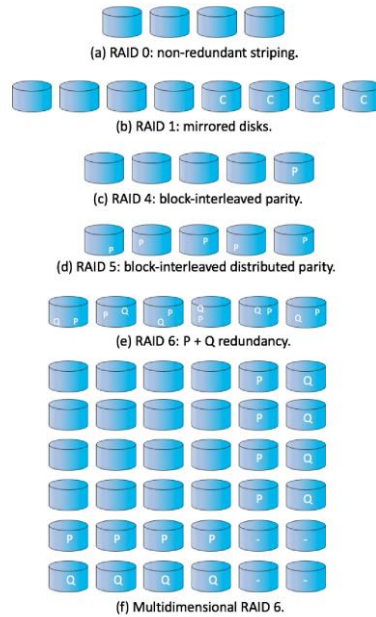 (a) RAID 0: non-redundant striping.
C C C C
(b) RAID 1: mirrored disks.
P
(c) RAID 4: block-interleaved parity.
P P P P P
(d) RAID 5: block-interleaved distributed parity.
Q P P Q Q P Q P Q P Q P
(e) RAID 6: P + Q redundancy.
P Q
P Q
P Q
P Q
P P P P - -
Q Q Q Q - -
(f) Multidimensional RAID 6.